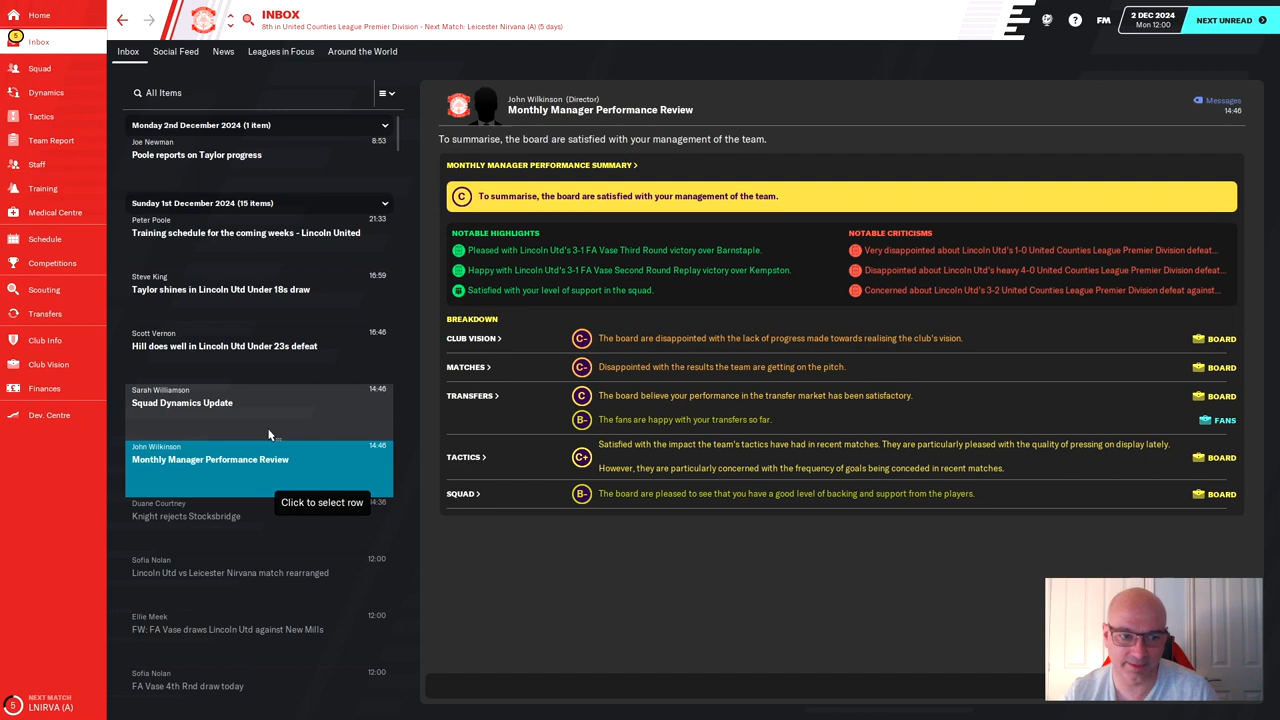 Home
5
Inbox
Squad
Dynamics
Tactics
Team Report
Staff
Training
Medical Centre
Schedule
Competitions
Scouting
Transfers
Club Info
Club Vision
Finances
Dev. Centre
5
NEXT MATCH
LNIRVA (A)
INBOX
8th in United Counties League Premier Division - Next Match: Leicester Nirvana (A) (5 days)
?
FM
2 DEC 2024
Mon 12:00
NEXT UNREAD
Inbox
Social Feed
News
Leagues in Focus
Around the World
All Items
Monday 2nd December 2024 (1 item)
Joe Newman
8:53
Poole reports on Taylor progress
Sunday 1st December 2024 (15 items)
Peter Poole
21:33
Training schedule for the coming weeks - Lincoln United
Steve King
16:59
Taylor shines in Lincoln Utd Under 18s draw
Scott Vernon
16:46
Hill does well in Lincoln Utd Under 23s defeat
Sarah Williamson
14:46
Squad Dynamics Update
John Wilkinson
14:46
Monthly Manager Performance Review
Click to select row
Duane Courtney
14:36
Knight rejects Stocksbridge
Sofia Nolan
12:00
Lincoln Utd vs Leicester Nirvana match rearranged
Ellie Meek
12:00
FW: FA Vase draws Lincoln Utd against New Mills
Sofia Nolan
12:00
FA Vase 4th Rnd draw today
John Wilkinson (Director)
Monthly Manager Performance Review
Messages
14:46
To summarise, the board are satisfied with your management of the team.
MONTHLY MANAGER PERFORMANCE SUMMARY >
C To summarise, the board are satisfied with your management of the team.
NOTABLE HIGHLIGHTS
Pleased with Lincoln Utd's 3-1 FA Vase Third Round victory over Barnstaple.
Happy with Lincoln Utd's 3-1 FA Vase Second Round Replay victory over Kempston.
Satisfied with your level of support in the squad.
NOTABLE CRITICISMS
Very disappointed about Lincoln Utd's 1-0 United Counties League Premier Division defeat...
Disappointed about Lincoln Utd's heavy 4-0 United Counties League Premier Division defeat...
Concerned about Lincoln Utd's 3-2 United Counties League Premier Division defeat against...
BREAKDOWN
CLUB VISION > C- The board are disappointed with the lack of progress made towards realising the club's vision. BOARD
MATCHES > C- Disappointed with the results the team are getting on the pitch. BOARD
TRANSFERS > C The board believe your performance in the transfer market has been satisfactory. BOARD
B- The fans are happy with your transfers so far. FANS
Satisfied with the impact the team's tactics have had in recent matches. They are particularly pleased with the quality of pressing on display lately.
TACTICS > C+ BOARD
However, they are particularly concerned with the frequency of goals being conceded in recent matches.
SQUAD > B- The board are pleased to see that you have a good level of backing and support from the players. BOARD